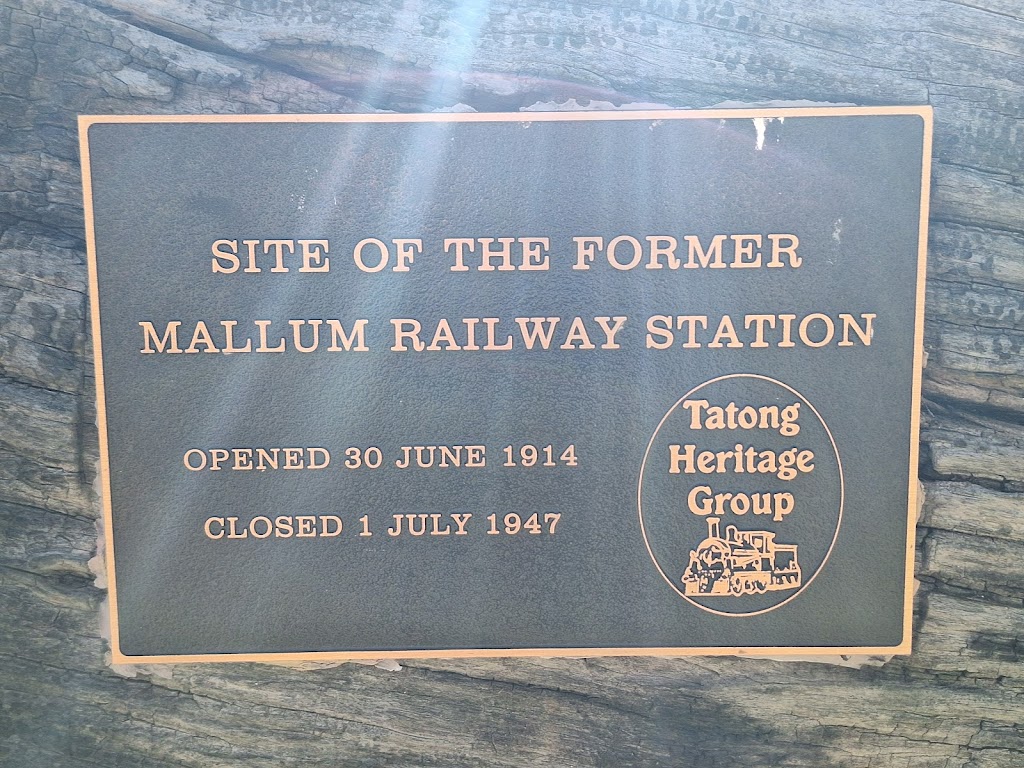 SITE OF THE FORMER
MALLUM RAILWAY STATION
OPENED 30 JUNE 1914
CLOSED 1 JULY 1947
Tatong
Heritage
Group